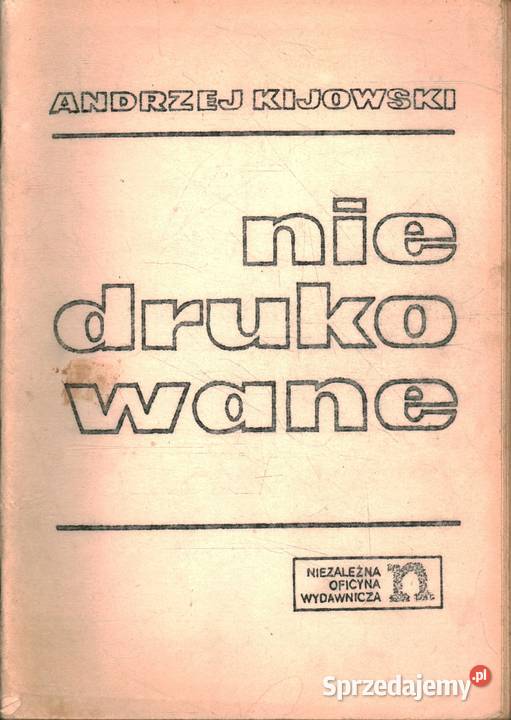 ANDRZEJ KIJOWSKI
nie
druko
wane
NIEZALEŻNA
OFICYNA
WYDAWNICZA
n
Sprzedajemy.pl